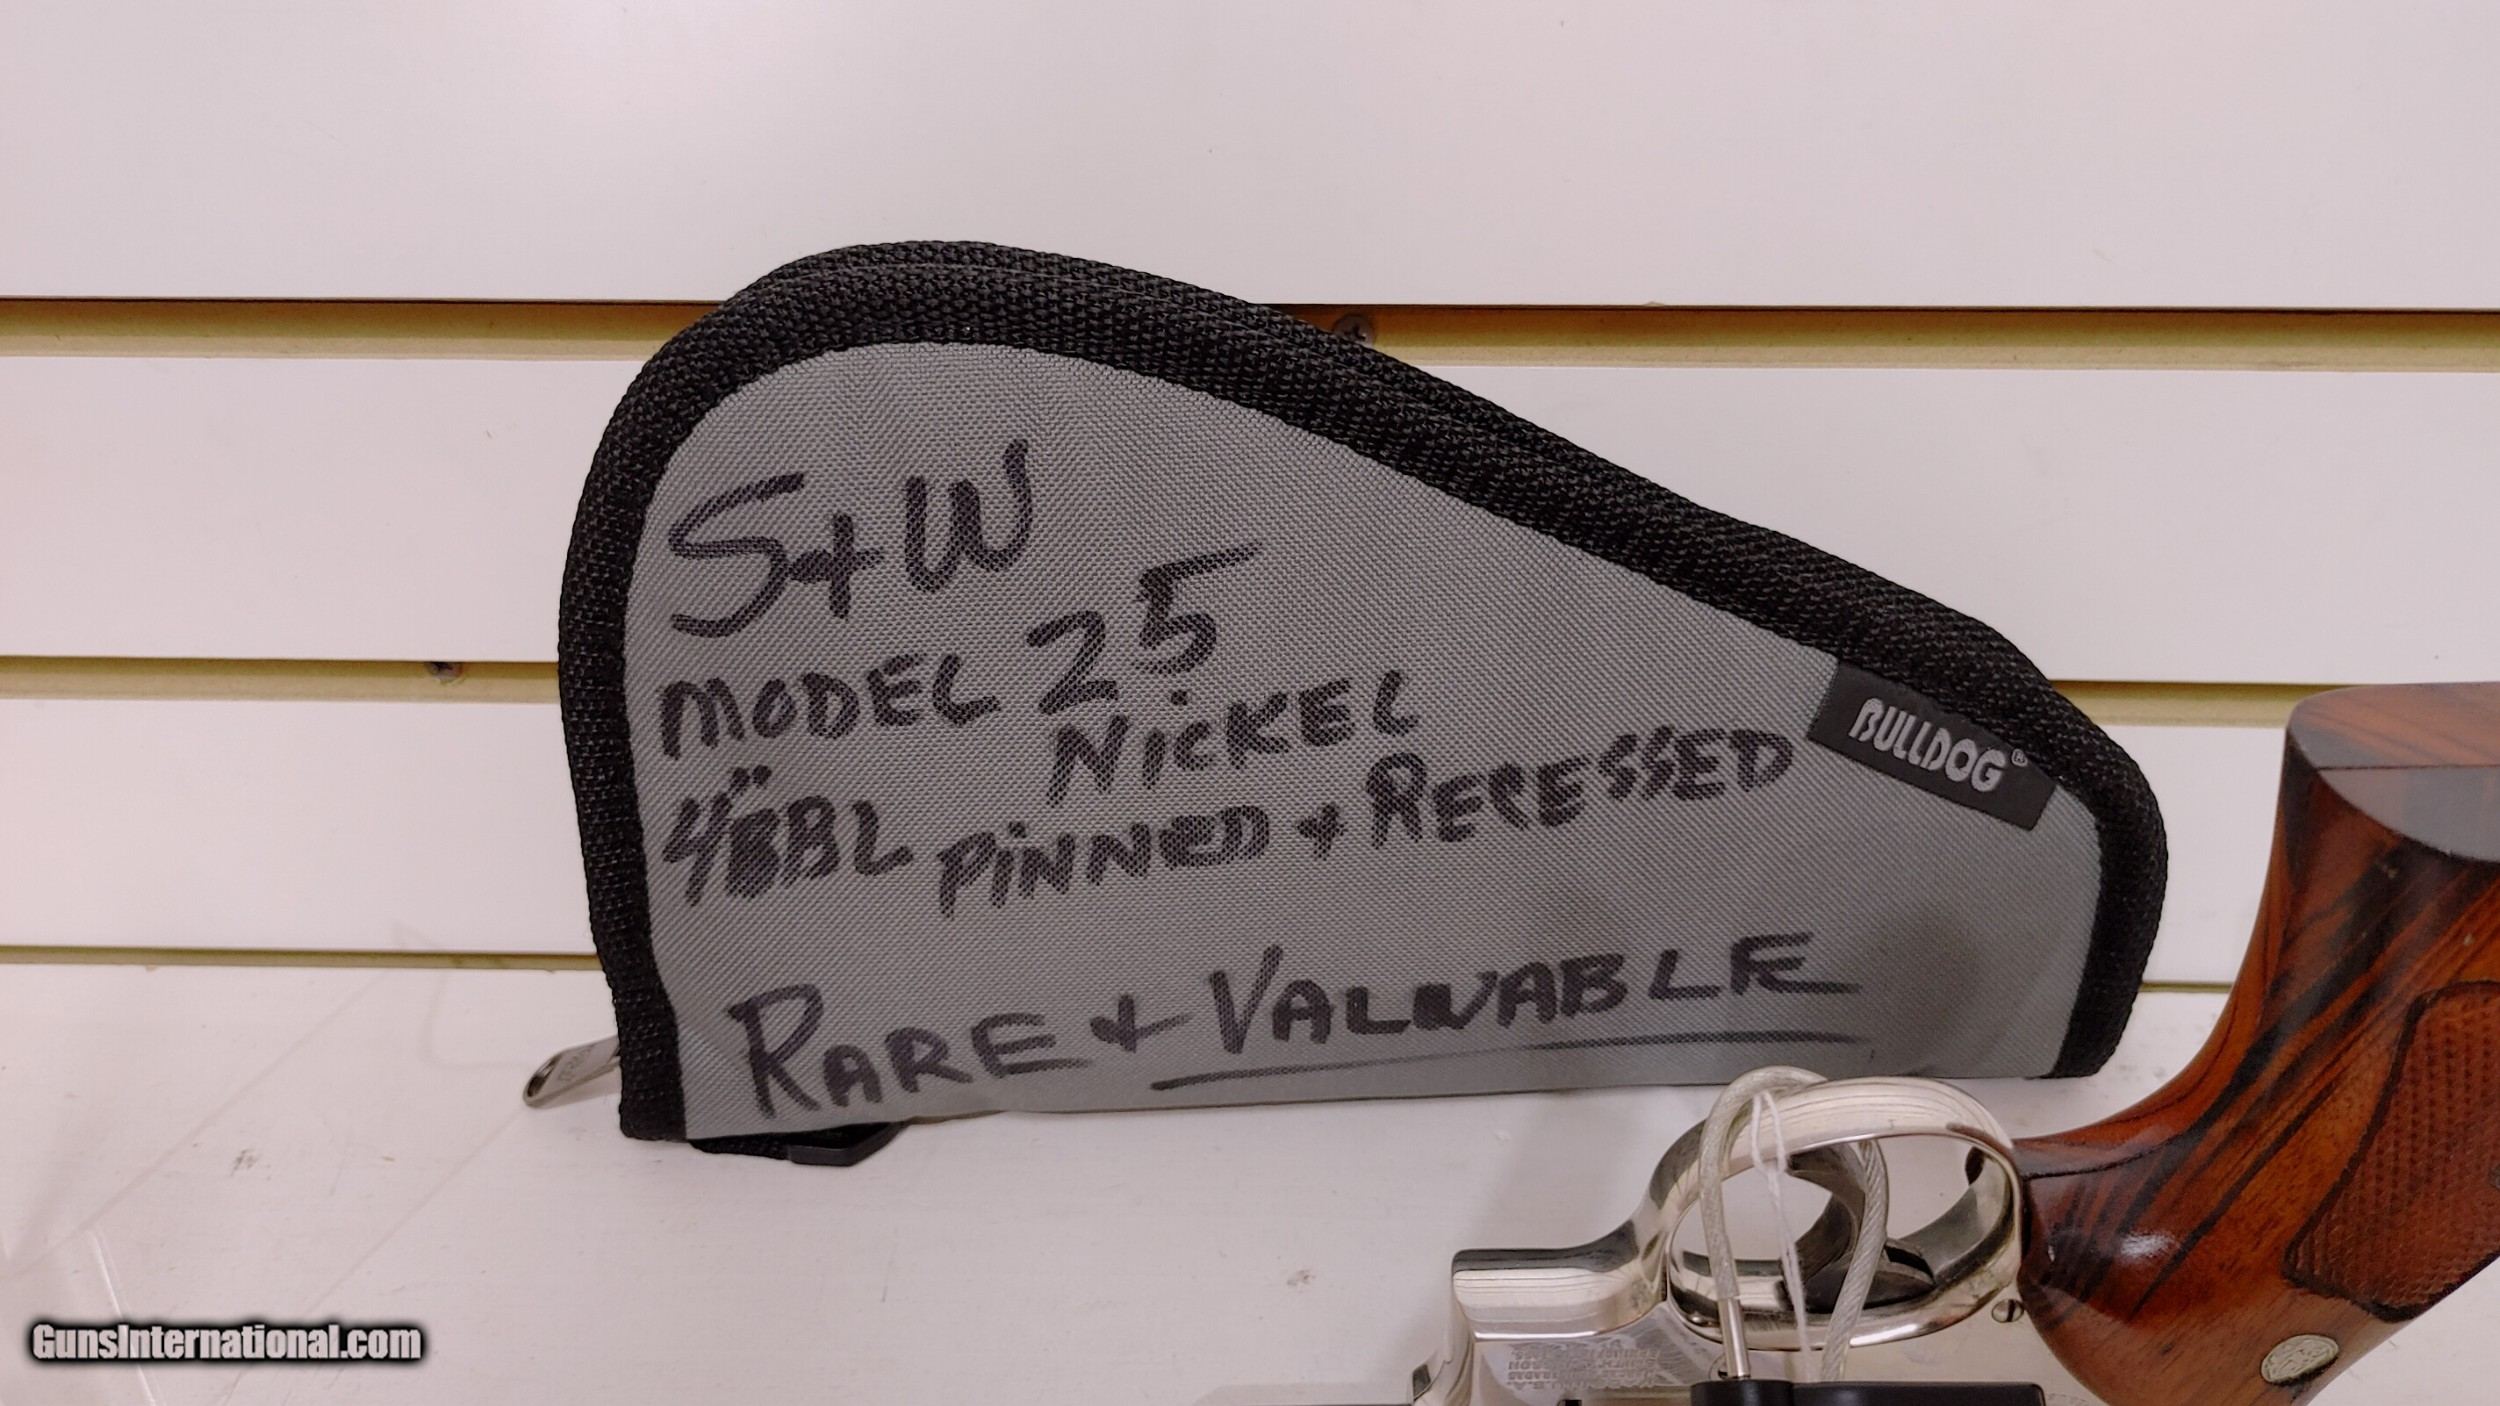 S+W
MODEL 25
NICKEL
4" BBL PINNED + RECESSED
RARE + VALUABLE
BULLDOG®
GunsInternational.com